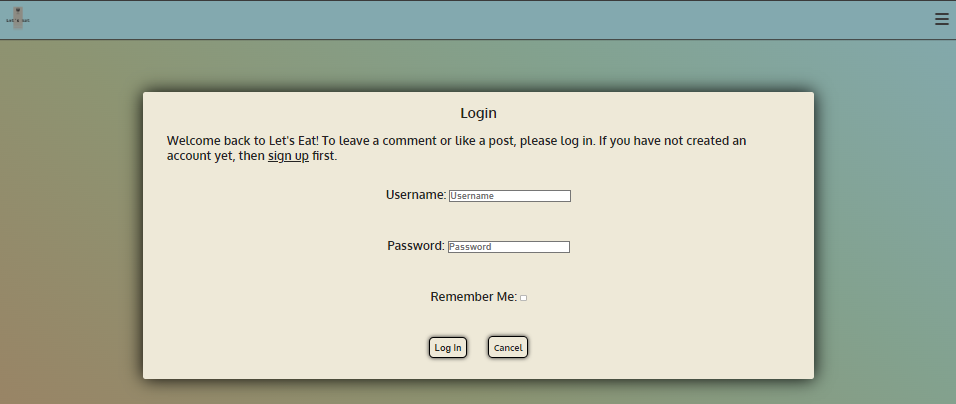 Login
Welcome back to Let's Eat! To leave a comment or like a post, please log in. If you have not created an
account yet, then sign up first.
Username: Username
Password: Password
Remember Me:
Log In Cancel